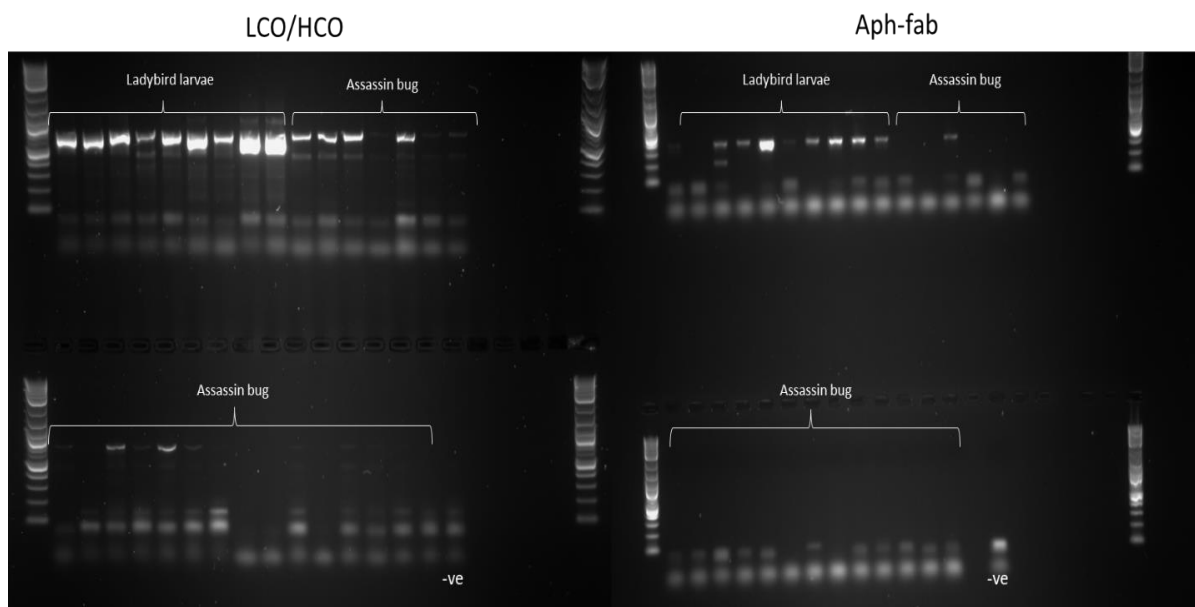 LCO/HCO
Aph-fab
Ladybird larvae
Assassin bug
Ladybird larvae
Assassin bug
Assassin bug
Assassin bug
-ve
-ve